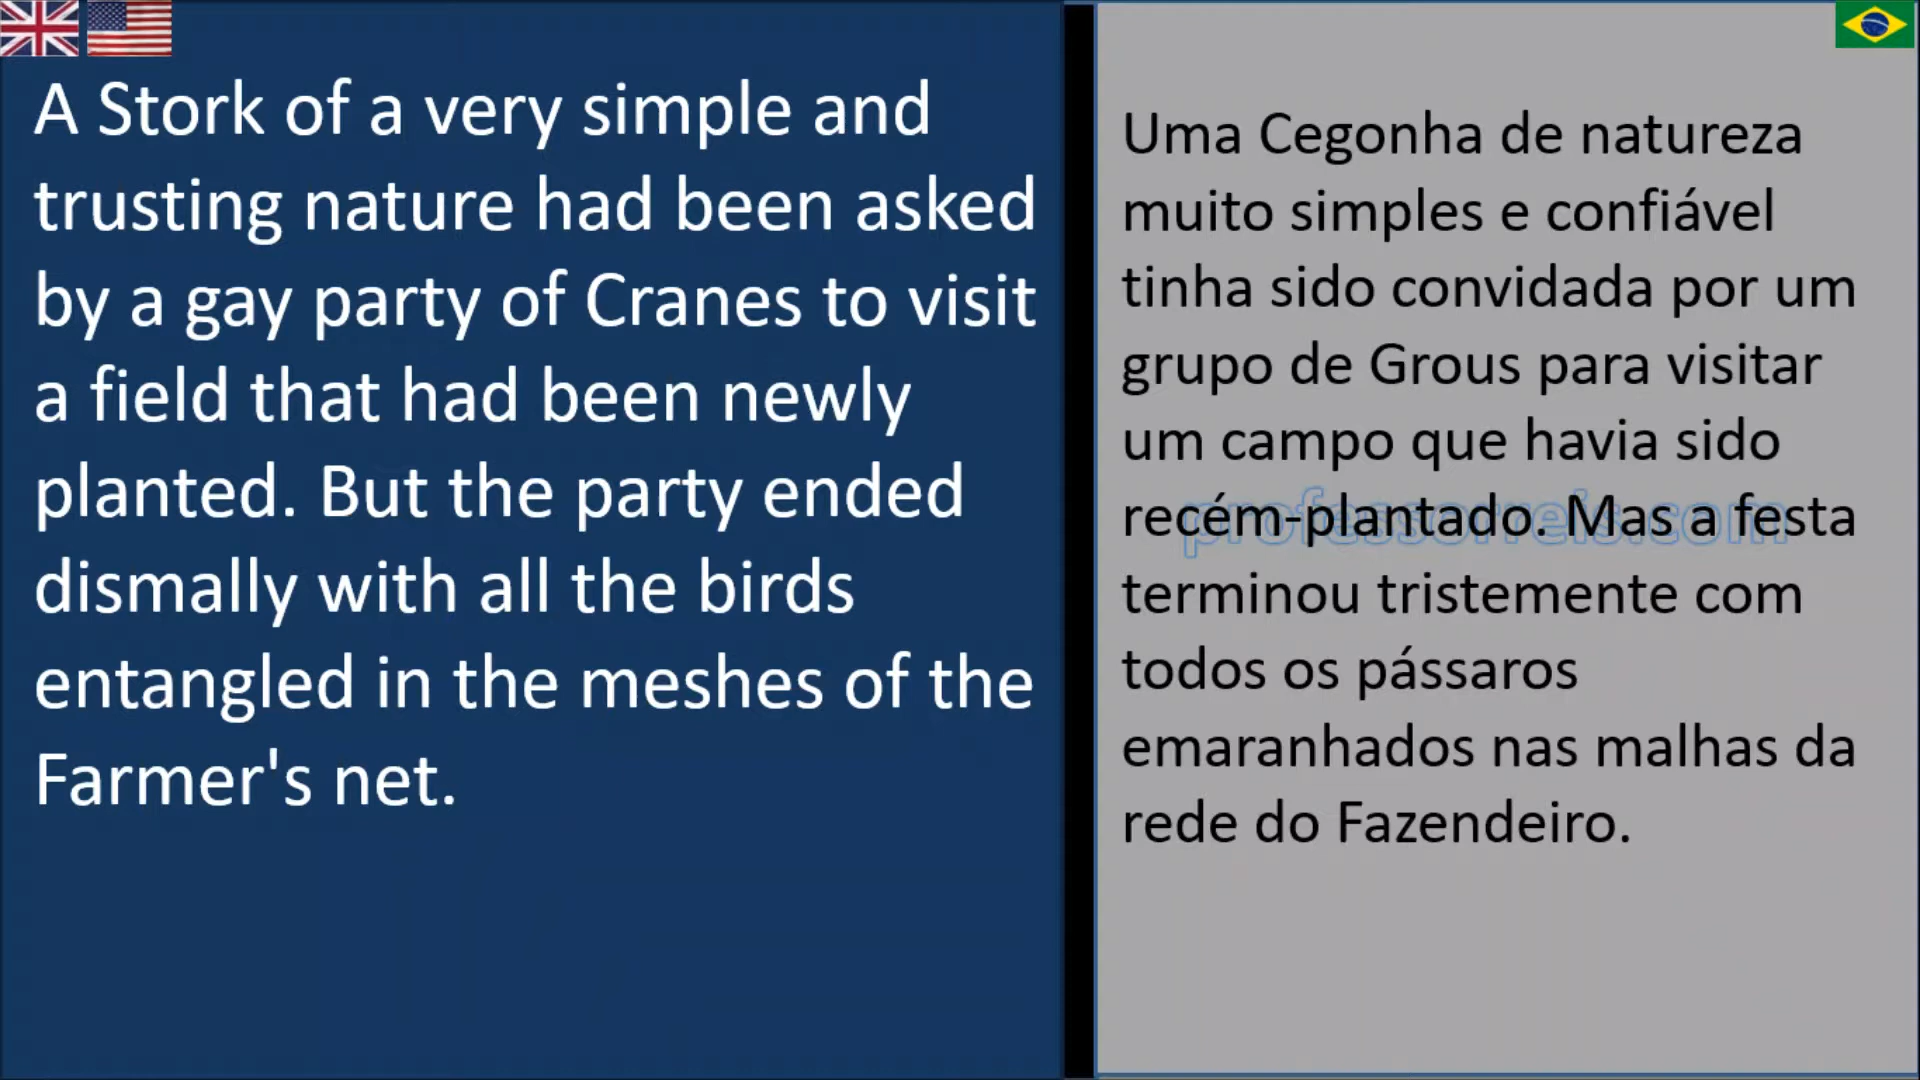 A Stork of a very simple and
trusting nature had been asked
by a gay party of Cranes to visit
a field that had been newly
planted. But the party ended
dismally with all the birds
entangled in the meshes of the
Farmer's net.
Uma Cegonha de natureza
muito simples e confiável
tinha sido convidada por um
grupo de Grous para visitar
um campo que havia sido
recém-plantado. Mas a festa
terminou tristemente com
todos os pássaros
emaranhados nas malhas da
rede do Fazendeiro.
professorreis.com